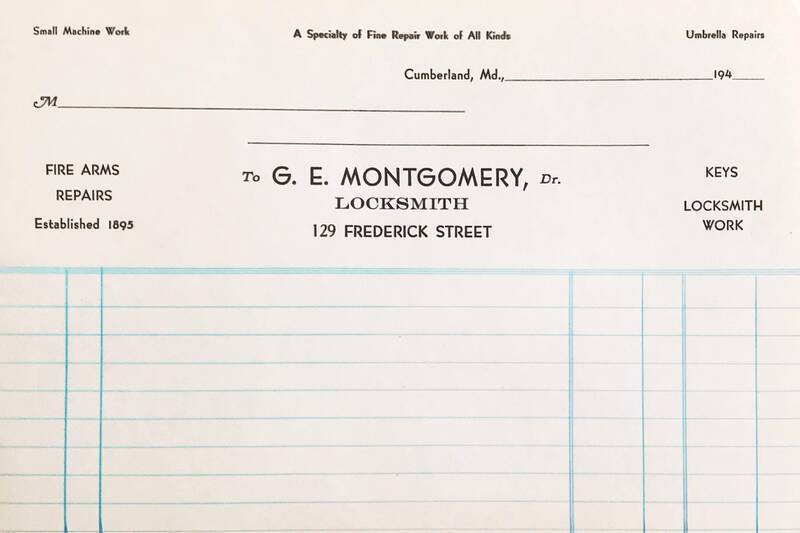 Small Machine Work A Specialty of Fine Repair Work of All Kinds Umbrella Repairs
Cumberland, Md., 194
M
FIRE ARMS
REPAIRS
Established 1895
To G. E. MONTGOMERY, Dr.
LOCKSMITH
129 FREDERICK STREET
KEYS
LOCKSMITH
WORK